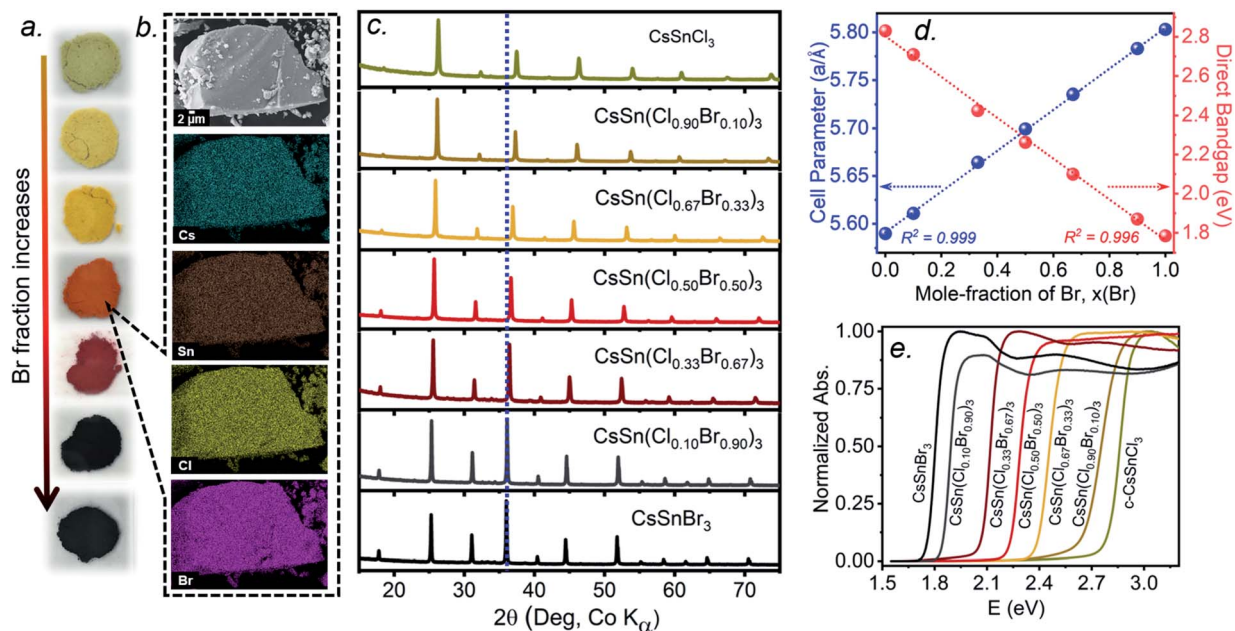 a.
Br fraction increases
b.
2 μm
Cs
Sn
Cl
Br
c.
CsSnCl₃
CsSn(Cl₀.₉₀Br₀.₁₀)₃
CsSn(Cl₀.₆₇Br₀.₃₃)₃
CsSn(Cl₀.₅₀Br₀.₅₀)₃
CsSn(Cl₀.₃₃Br₀.₆₇)₃
CsSn(Cl₀.₁₀Br₀.₉₀)₃
CsSnBr₃
20 30 40 50 60 70
2θ (Deg, Co Kα)
d.
Cell Parameter (a/Å)
5.80
5.75
5.70
5.65
5.60
Direct Bandgap (eV)
2.8
2.6
2.4
2.2
2.0
1.8
R² = 0.999
R² = 0.996
0.0 0.2 0.4 0.6 0.8 1.0
Mole-fraction of Br, x(Br)
e.
Normalized Abs.
1.00
0.75
0.50
0.25
0.00
CsSnBr₃
CsSn(Cl₀.₁₀Br₀.₉₀)₃
CsSn(Cl₀.₃₃Br₀.₆₇)₃
CsSn(Cl₀.₅₀Br₀.₅₀)₃
CsSn(Cl₀.₆₇Br₀.₃₃)₃
CsSn(Cl₀.₉₀Br₀.₁₀)₃
c-CsSnCl₃
1.5 1.8 2.1 2.4 2.7 3.0
E (eV)